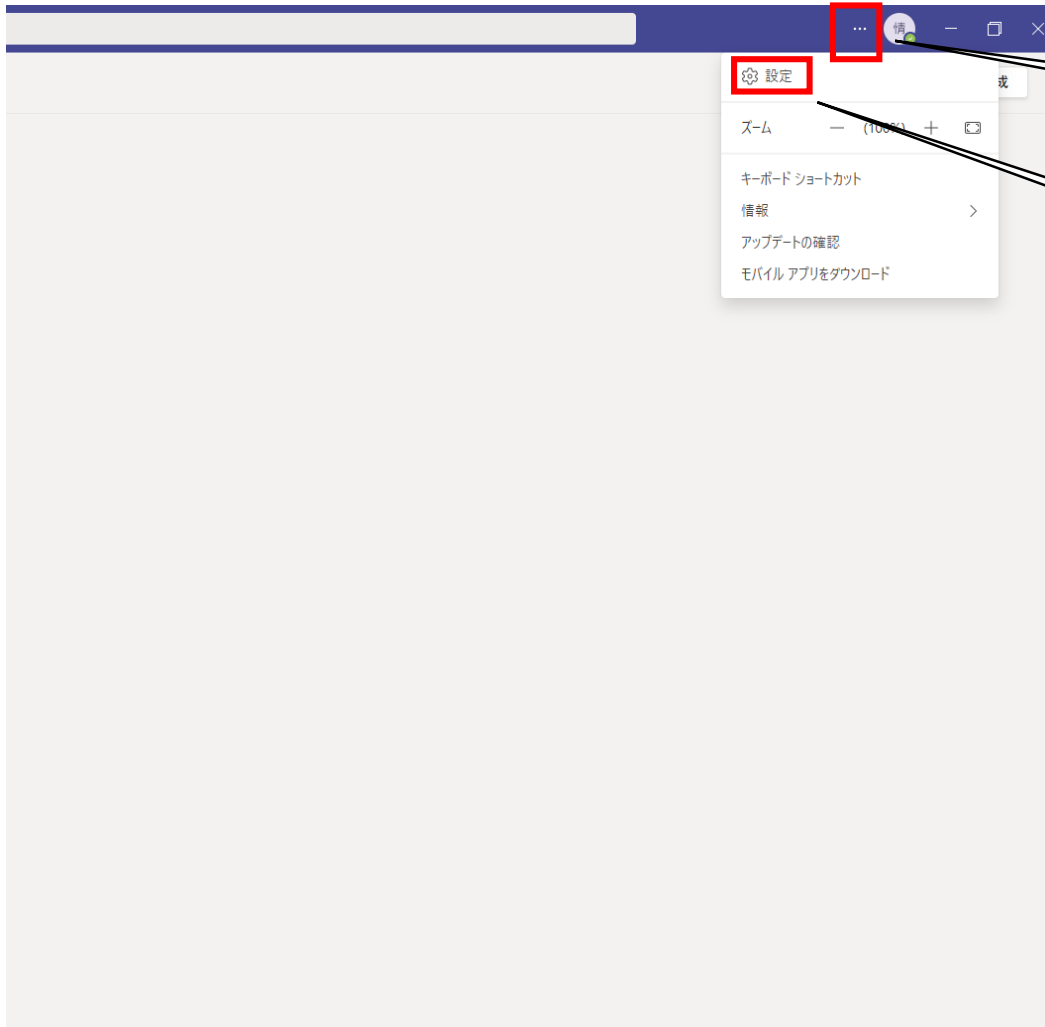 … 情
設定
成
ズーム — (100%) +
キーボード ショートカット
情報 >
アップデートの確認
モバイル アプリをダウンロード